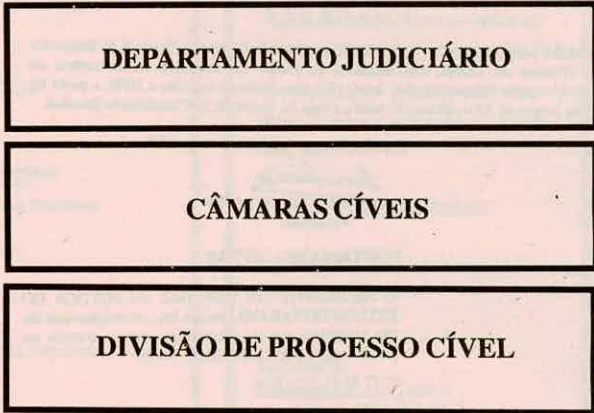 DEPARTAMENTO JUDICIÁRIO
CÂMARAS CÍVEIS
DIVISÃO DE PROCESSO CÍVEL